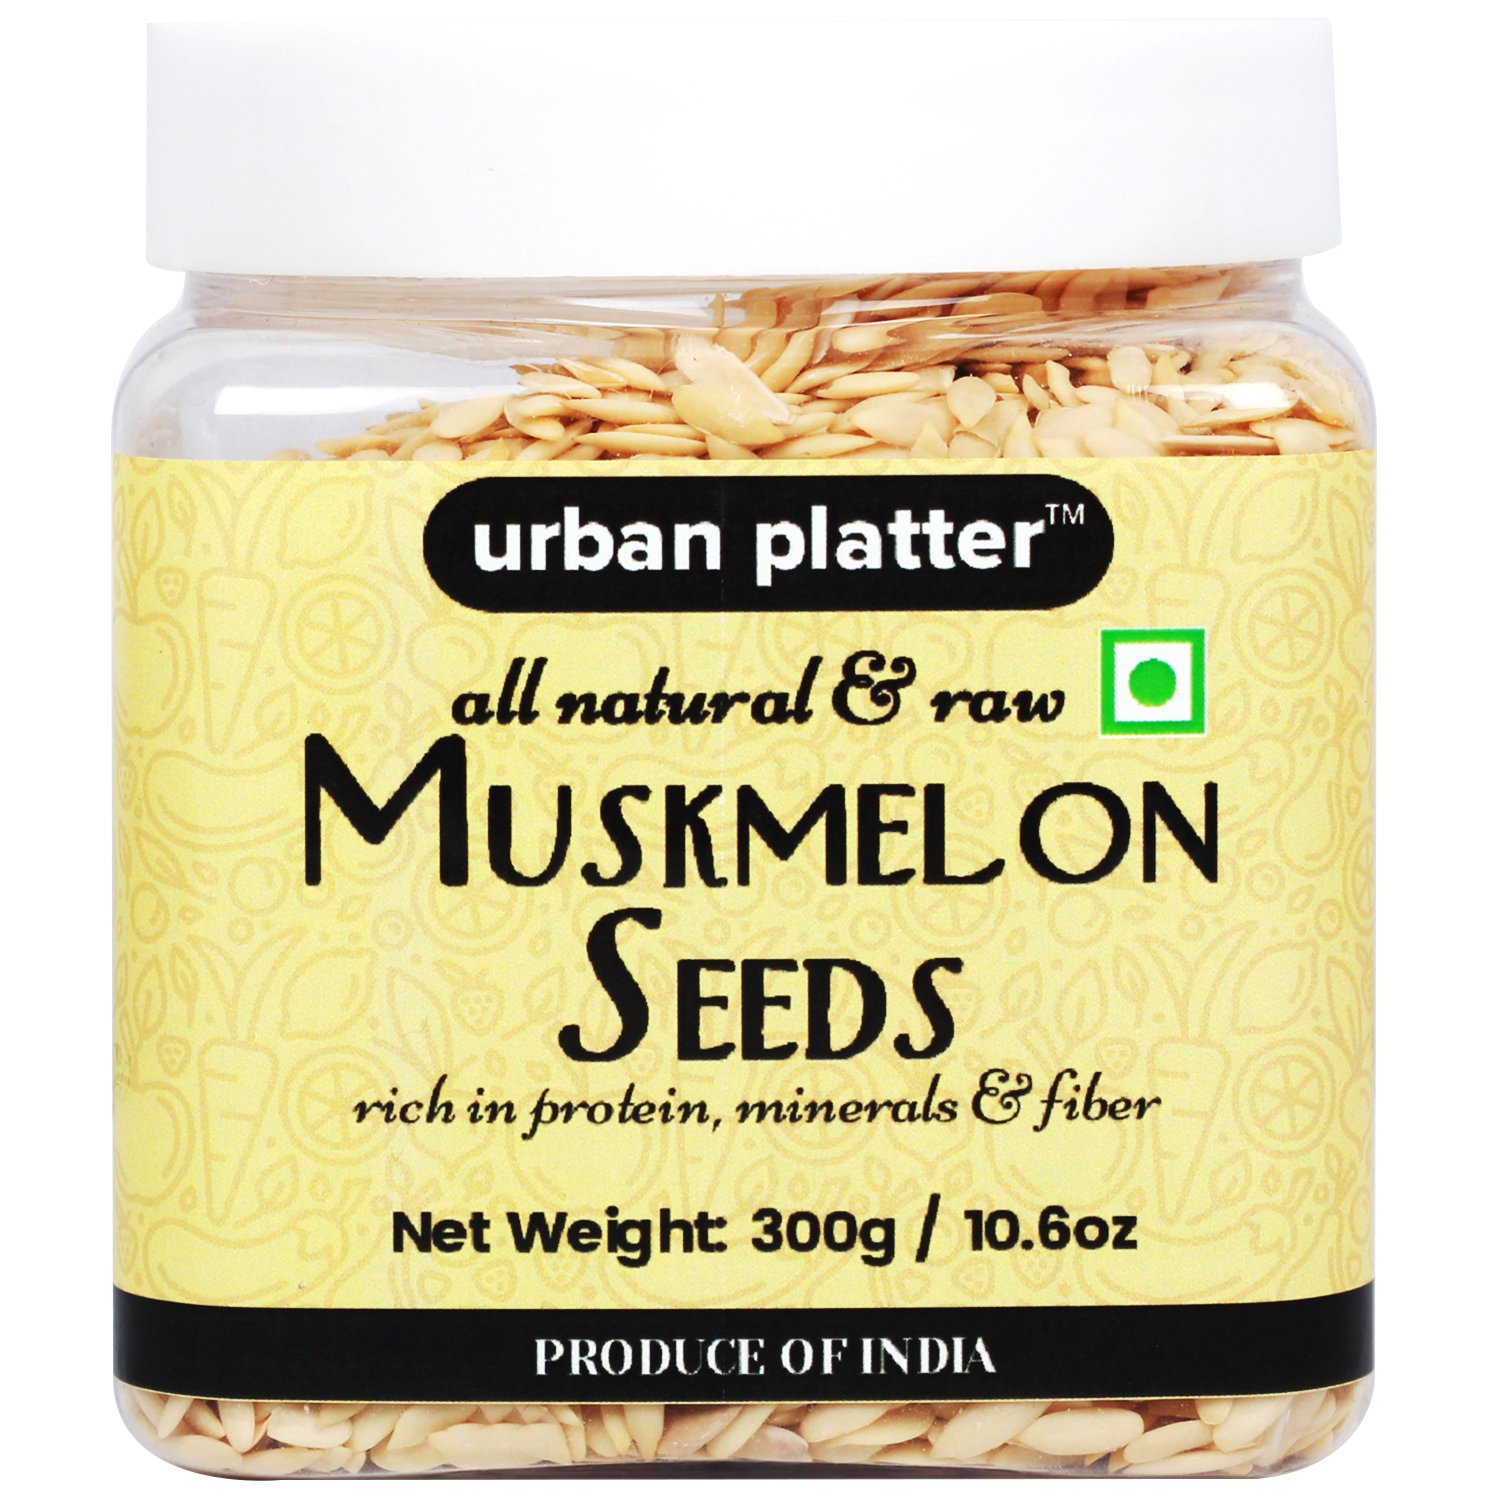 urban platter™
all natural & raw
MUSKMELON
SEEDS
rich in protein, minerals & fiber
Net Weight: 300g / 10.6oz
PRODUCE OF INDIA